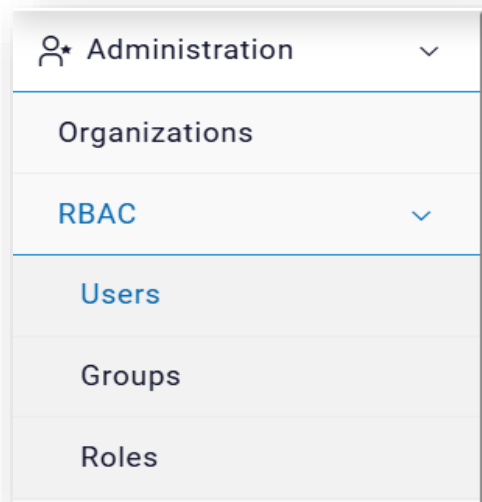 Administration
Organizations
RBAC
Users
Groups
Roles